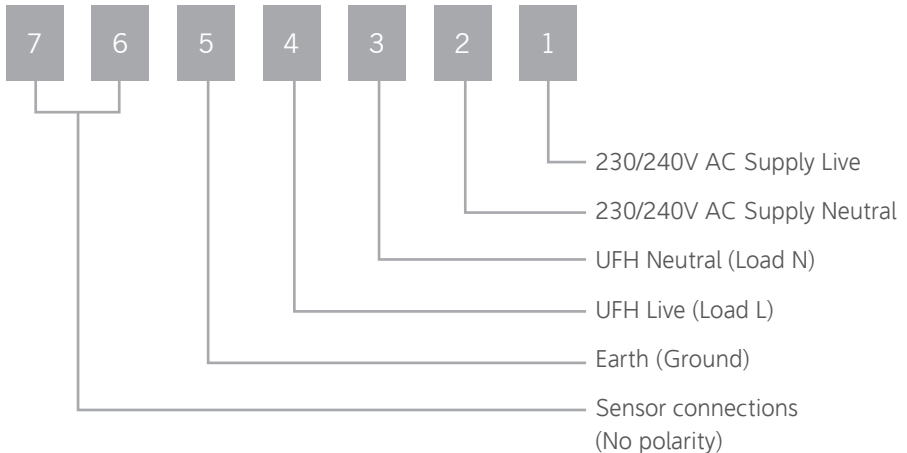 7 6 5 4 3 2 1
230/240V AC Supply Live
230/240V AC Supply Neutral
UFH Neutral (Load N)
UFH Live (Load L)
Earth (Ground)
Sensor connections
(No polarity)